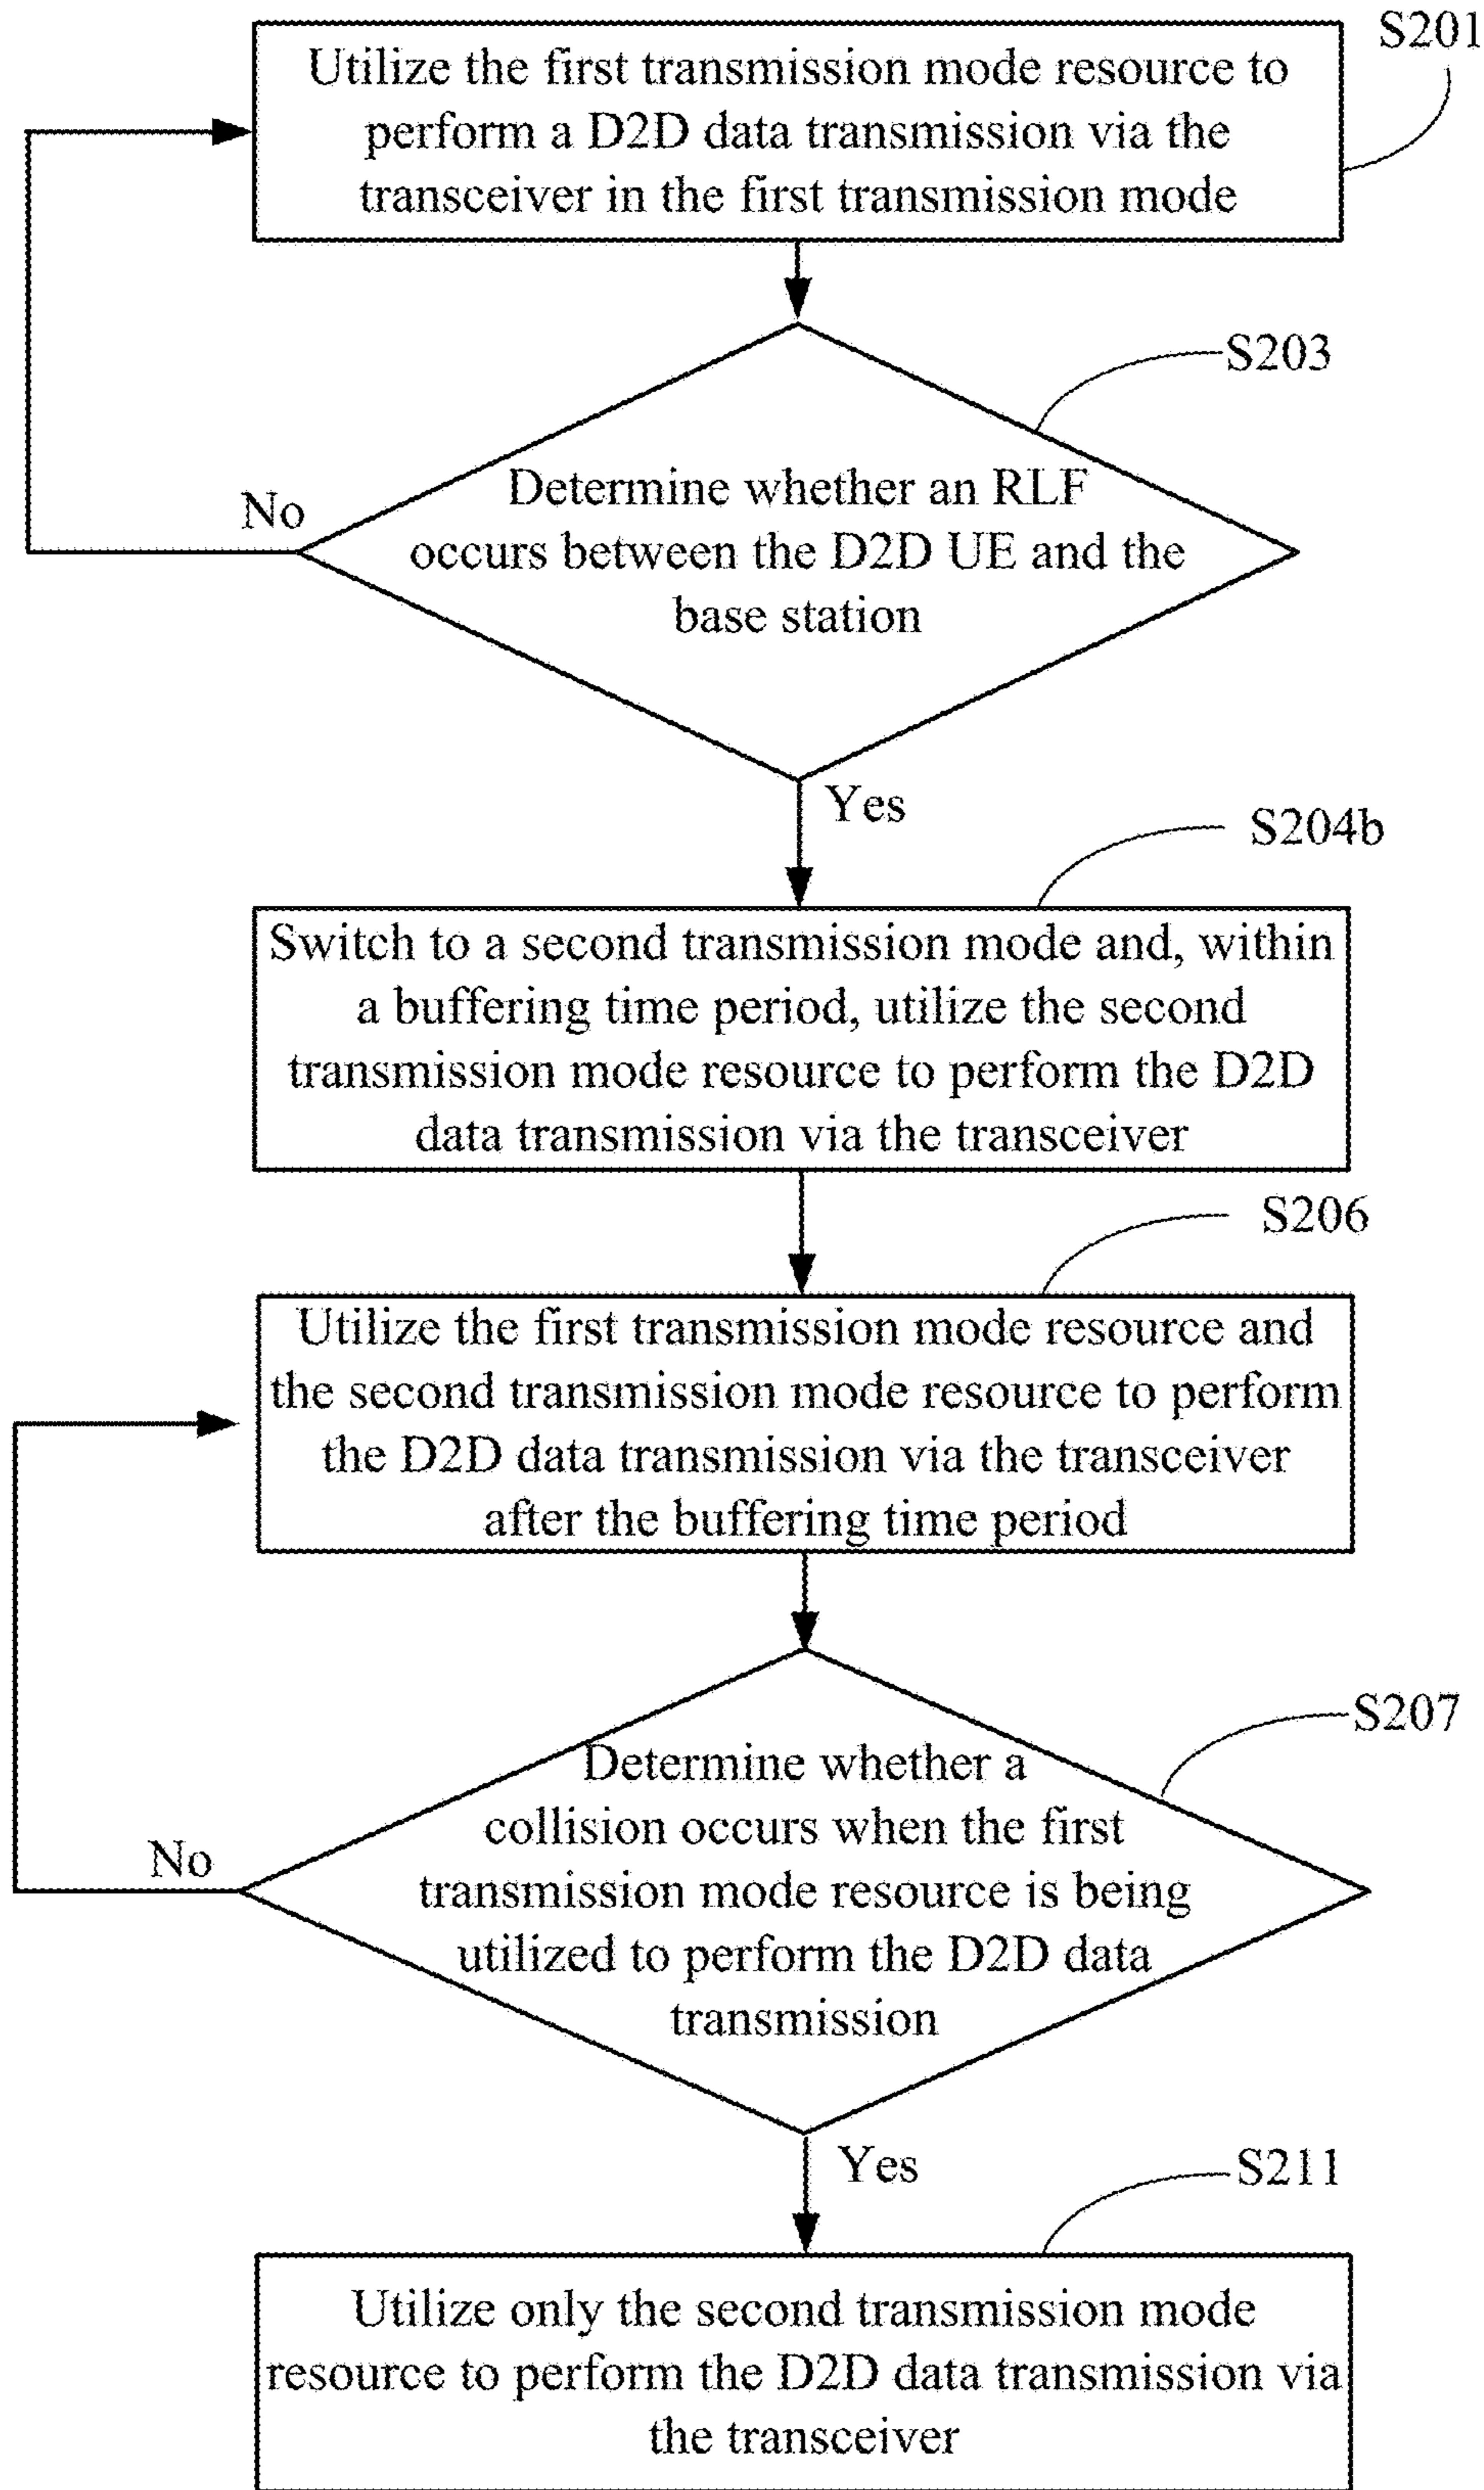 S201
Utilize the first transmission mode resource to
perform a D2D data transmission via the
transceiver in the first transmission mode
S203
Determine whether an RLF
occurs between the D2D UE and the
base station
No
Yes
S204b
Switch to a second transmission mode and, within
a buffering time period, utilize the second
transmission mode resource to perform the D2D
data transmission via the transceiver
S206
Utilize the first transmission mode resource and
the second transmission mode resource to perform
the D2D data transmission via the transceiver
after the buffering time period
S207
Determine whether a
collision occurs when the first
transmission mode resource is being
utilized to perform the D2D data
transmission
No
Yes
S211
Utilize only the second transmission mode
resource to perform the D2D data transmission via
the transceiver